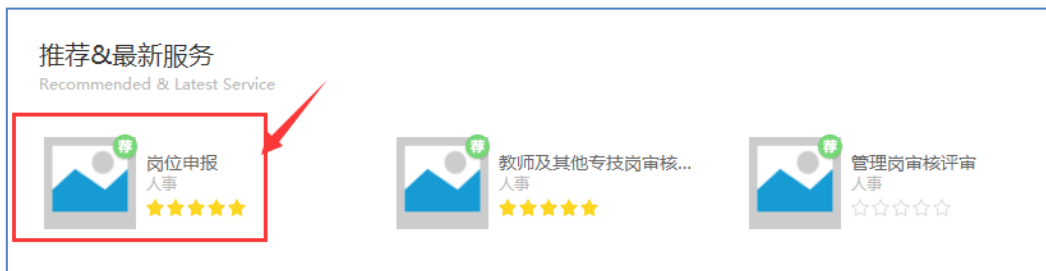 推荐&最新服务
Recommended & Latest Service
荐
岗位申报
人事
荐
教师及其他专技岗审核...
人事
荐
管理岗审核评审
人事